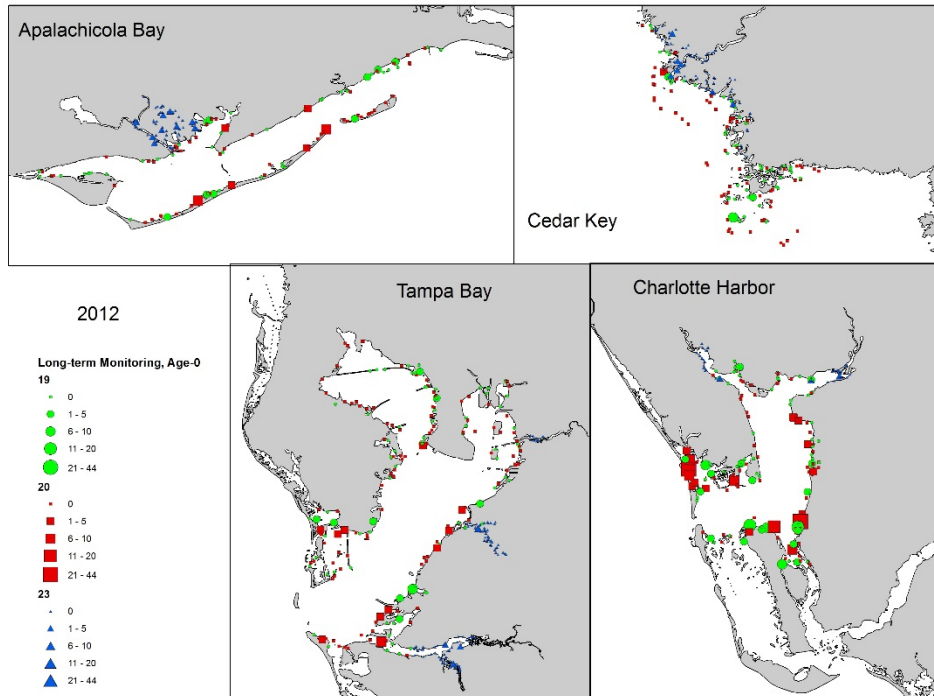 Apalachicola Bay
Cedar Key
Tampa Bay
Charlotte Harbor
2012
Long-term Monitoring, Age-0
19
0
1 - 5
6 - 10
11 - 20
21 - 44
20
0
1 - 5
6 - 10
11 - 20
21 - 44
23
0
1 - 5
6 - 10
11 - 20
21 - 44